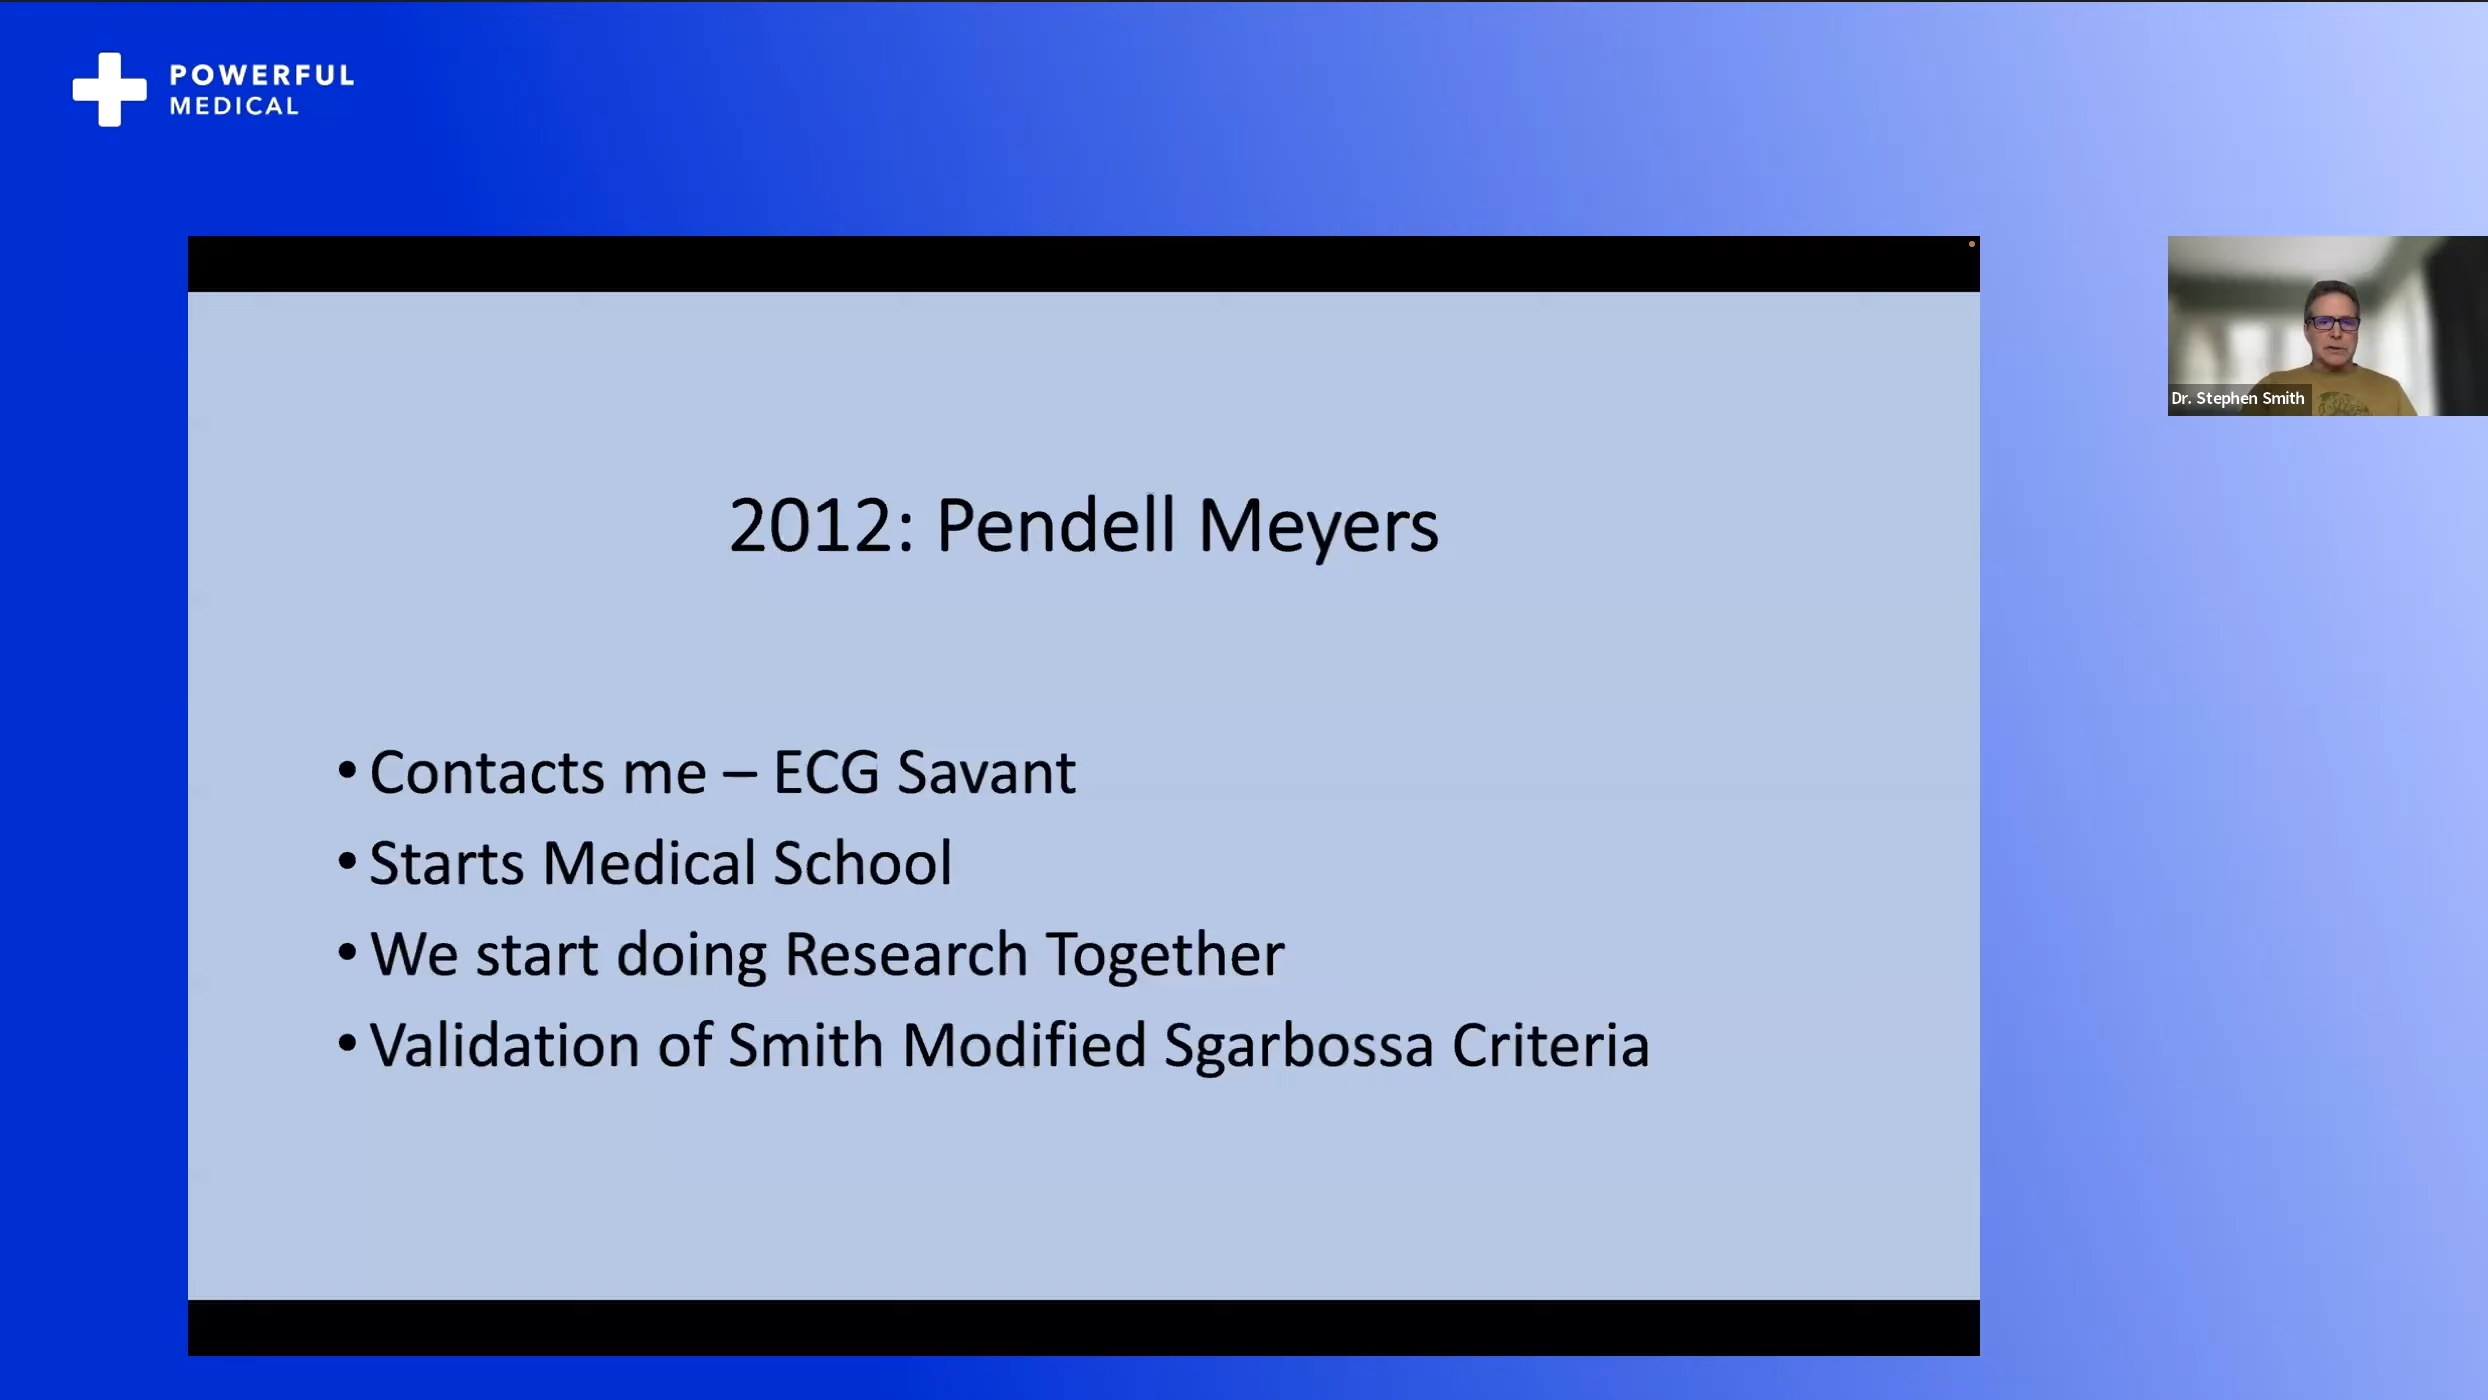 POWERFUL
MEDICAL
2012: Pendell Meyers
• Contacts me – ECG Savant
• Starts Medical School
• We start doing Research Together
• Validation of Smith Modified Sgarbossa Criteria
Dr. Stephen Smith